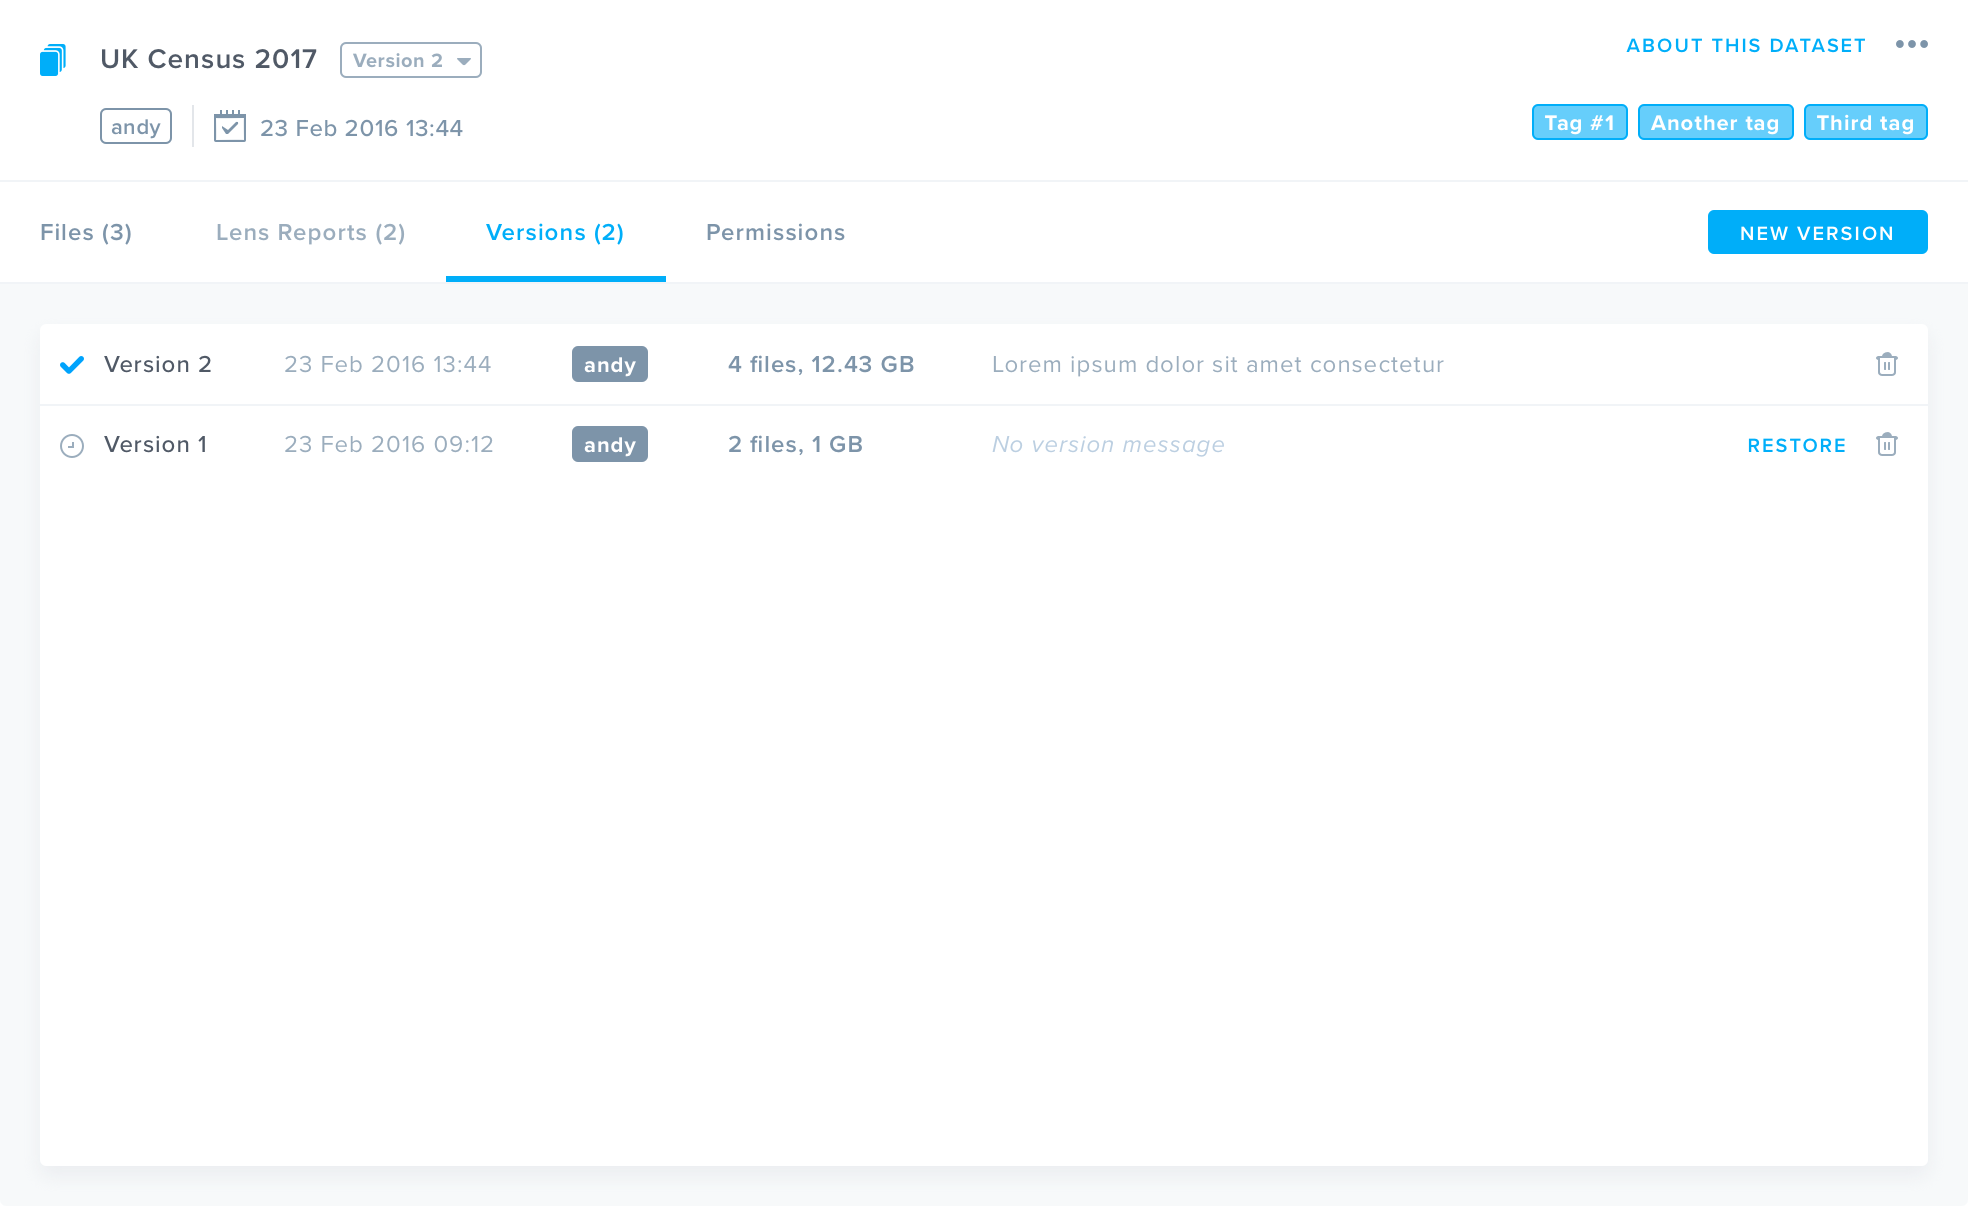 UK Census 2017 Version 2 ABOUT THIS DATASET
andy 23 Feb 2016 13:44 Tag #1 Another tag Third tag
Files (3) Lens Reports (2) Versions (2) Permissions NEW VERSION
Version 2 23 Feb 2016 13:44 andy 4 files, 12.43 GB Lorem ipsum dolor sit amet consectetur
Version 1 23 Feb 2016 09:12 andy 2 files, 1 GB No version message RESTORE